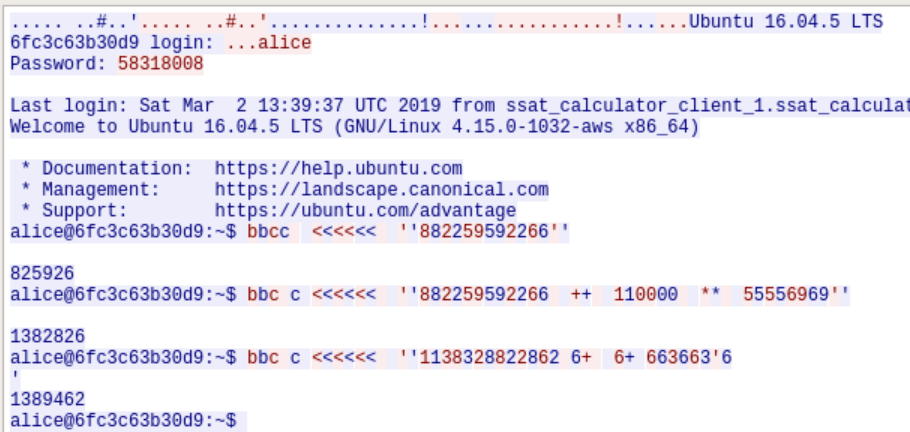 ..... ..#..'..... ..#..'..............!......
...........!......Ubuntu 16.04.5 LTS
6fc3c63b30d9 login: ...alice
Password: 58318008
Last login: Sat Mar  2 13:39:37 UTC 2019 from ssat_calculator_client_1.ssat_calculat
Welcome to Ubuntu 16.04.5 LTS (GNU/Linux 4.15.0-1032-aws x86_64)
 * Documentation:  https://help.ubuntu.com
 * Management:     https://landscape.canonical.com
 * Support:        https://ubuntu.com/advantage
alice@6fc3c63b30d9:~$ bbcc  <<<<<<  ''882259592266''
825926
alice@6fc3c63b30d9:~$ bbc c <<<<<<  ''882259592266  ++  110000  **  55556969''
1382826
alice@6fc3c63b30d9:~$ bbc c <<<<<<  ''1138328822862 6+  6+ 663663'6
'
1389462
alice@6fc3c63b30d9:~$